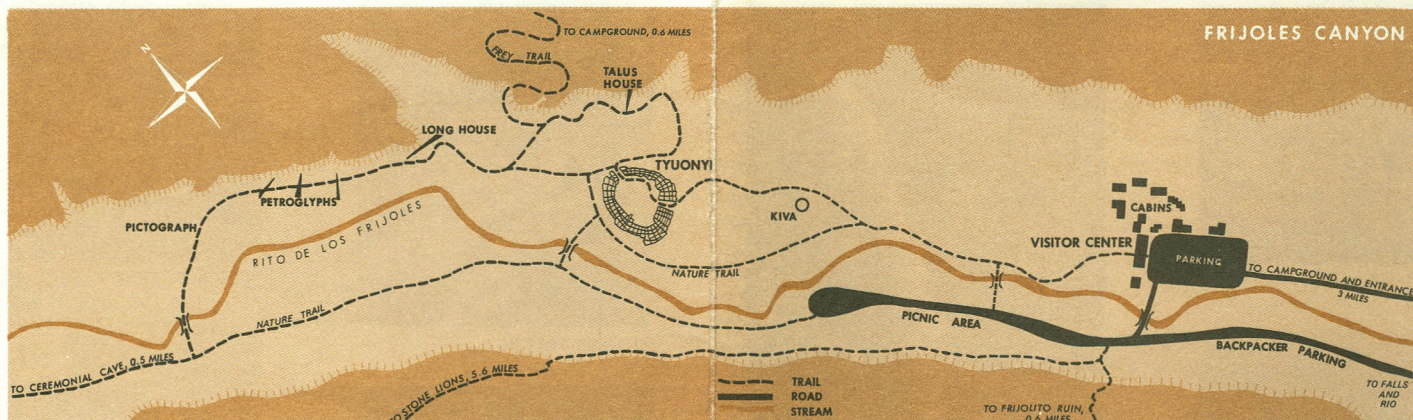 FRIJOLES CANYON
N
TO CAMPGROUND, 0.6 MILES
FREY TRAIL
TALUS
HOUSE
LONG HOUSE
TYUONYI
PETROGLYPHS
PICTOGRAPH
RITO DE LOS FRIJOLES
KIVA
CABINS
VISITOR CENTER
PARKING
TO CAMPGROUND AND ENTRANCE
3 MILES
NATURE TRAIL
NATURE TRAIL
PICNIC AREA
BACKPACKER PARKING
TO CEREMONIAL CAVE, 0.5 MILES
TO STONE LIONS, 5.6 MILES
TRAIL
ROAD
STREAM
TO FRIJOLITO RUIN,
0.6 MILES
TO FALLS
AND
RIO